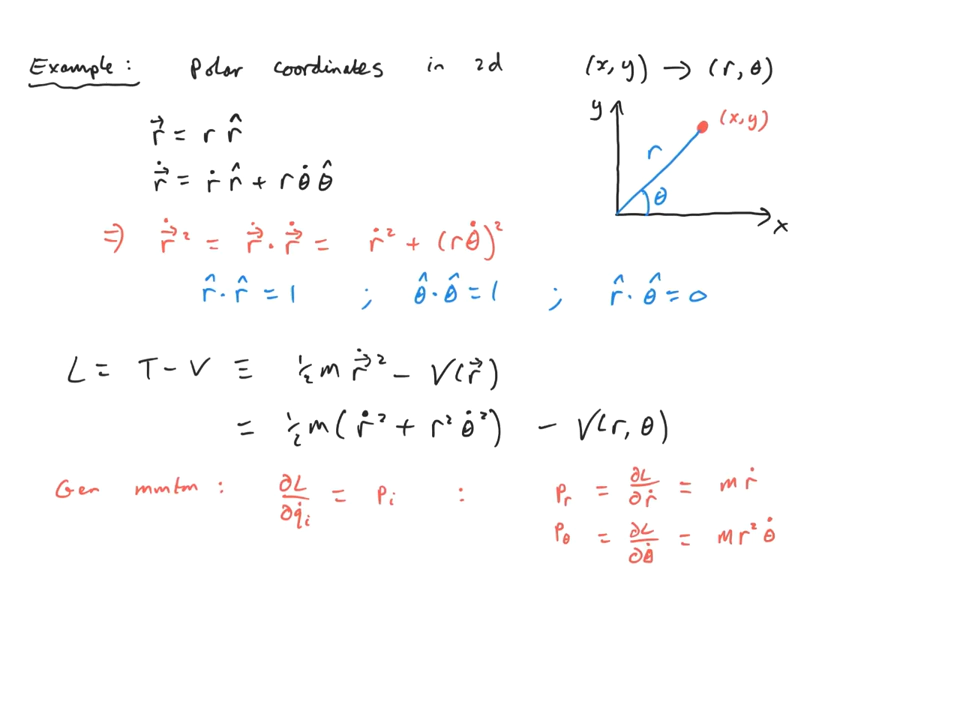 Example: Polar coordinates in 2d (x, y) → (r, θ)
y
(x, y)
r⃗ = r r̂
r
r⃗̇ = ṙ r̂ + r θ̇ θ̂
θ
x
⇒ r⃗̇ ² = r⃗̇ · r⃗̇ = ṙ² + (r θ̇)²
r̂ · r̂ = 1 ; θ̂ · θ̂ = 1 ; r̂ · θ̂ = 0
L = T - V ≡ ½ m r⃗̇ ² - V(r⃗)
= ½ m (ṙ² + r² θ̇²) - V(r, θ)
Gen mmtm : ∂L/∂q̇ᵢ = pᵢ : p_r = ∂L/∂ṙ = m ṙ
p_θ = ∂L/∂θ̇ = m r² θ̇